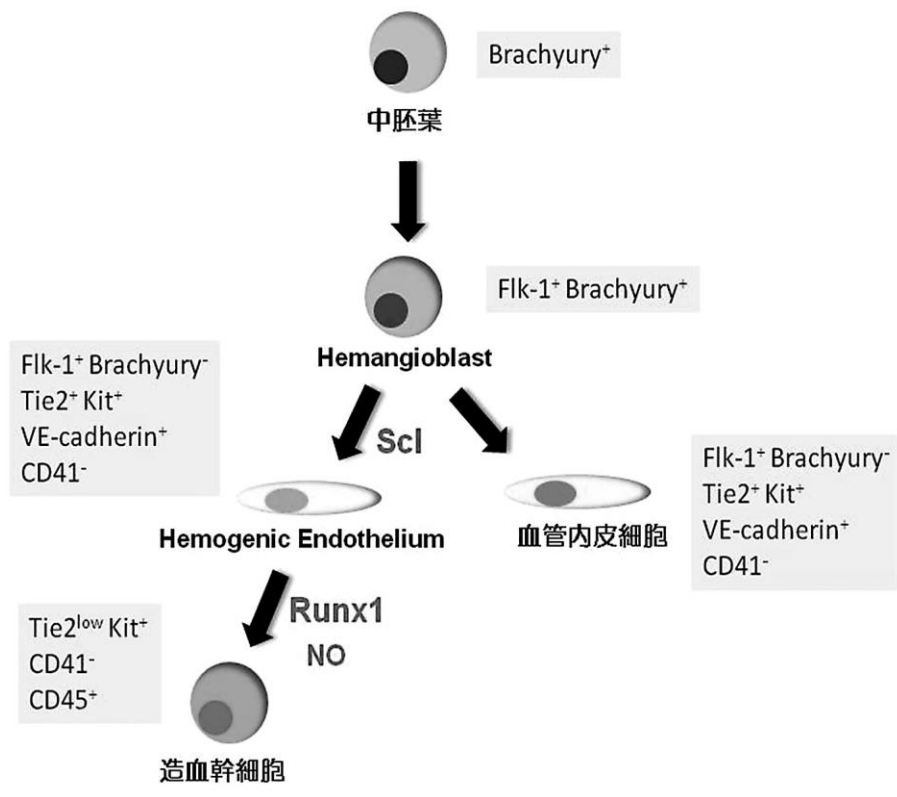 Brachyury⁺
中胚葉
Flk-1⁺ Brachyury⁺
Hemangioblast
Flk-1⁺ Brachyury⁻
Tie2⁺ Kit⁺
VE-cadherin⁺
CD41⁻
Scl
Hemogenic Endothelium
血管内皮細胞
Flk-1⁺ Brachyury⁻
Tie2⁺ Kit⁺
VE-cadherin⁺
CD41⁻
Runx1
NO
Tie2ˡᵒʷ Kit⁺
CD41⁻
CD45⁺
造血幹細胞